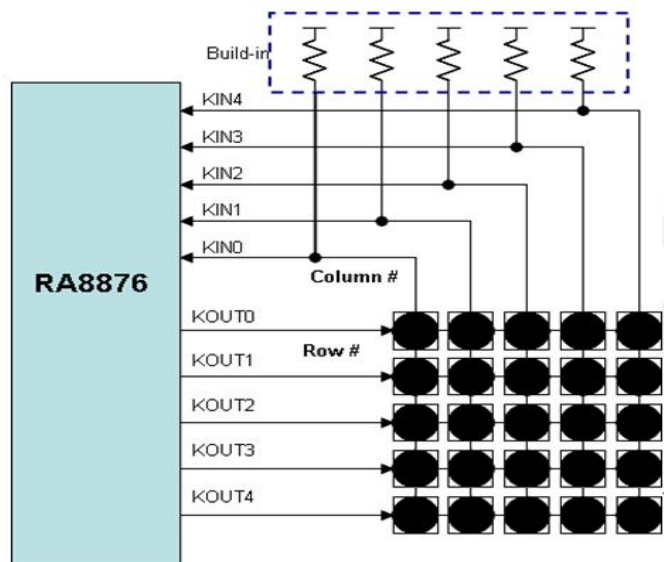 Build-in
KIN4
KIN3
KIN2
KIN1
KIN0
Column #
RA8876
KOUT0
Row #
KOUT1
KOUT2
KOUT3
KOUT4